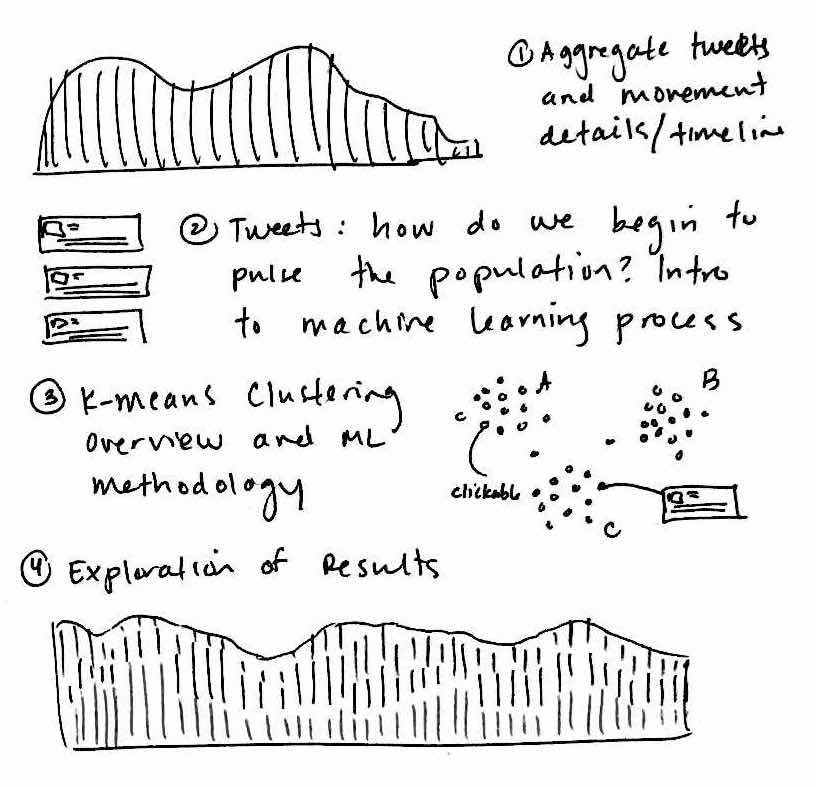 ① Aggregate tweets
and movement
details/timeline
② Tweets: how do we begin to
pulse the population? Intro
to machine learning process
③ K-means Clustering
overview and ML
methodology
A
B
clickable
C
④ Exploration of Results